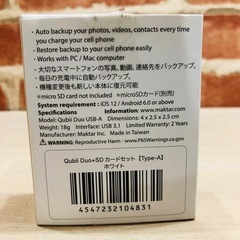 • Auto backup your photos, videos, contacts every time you charge your cell phone
• Restore backup to your cell phone easily
• Works with PC / Mac computer
• 大切なスマートフォンの写真、動画、連絡先をバックアップ。
• 毎日の充電中に自動バックアップ。
• 機種変更後も新しい本体で復元可能
※micro SD card not included ※microSDカード(別売)
System requirement : iOS 12 / Android 6.0 or above
Specifications
Model: Qubii Duo USB-A Dimensions: 4 x 2.5 x 2.5 cm
Weight: 18g Interface: USB 3.1 Limited Warranty: 2 Years
Manufacturer: Maktar Inc. Made in Taiwan
WARNING: Reproductive Harm - www.P65Warnings.ca.gov
Qubii Duo+SD カードセット 【Type-A】
ホワイト
4547232104831